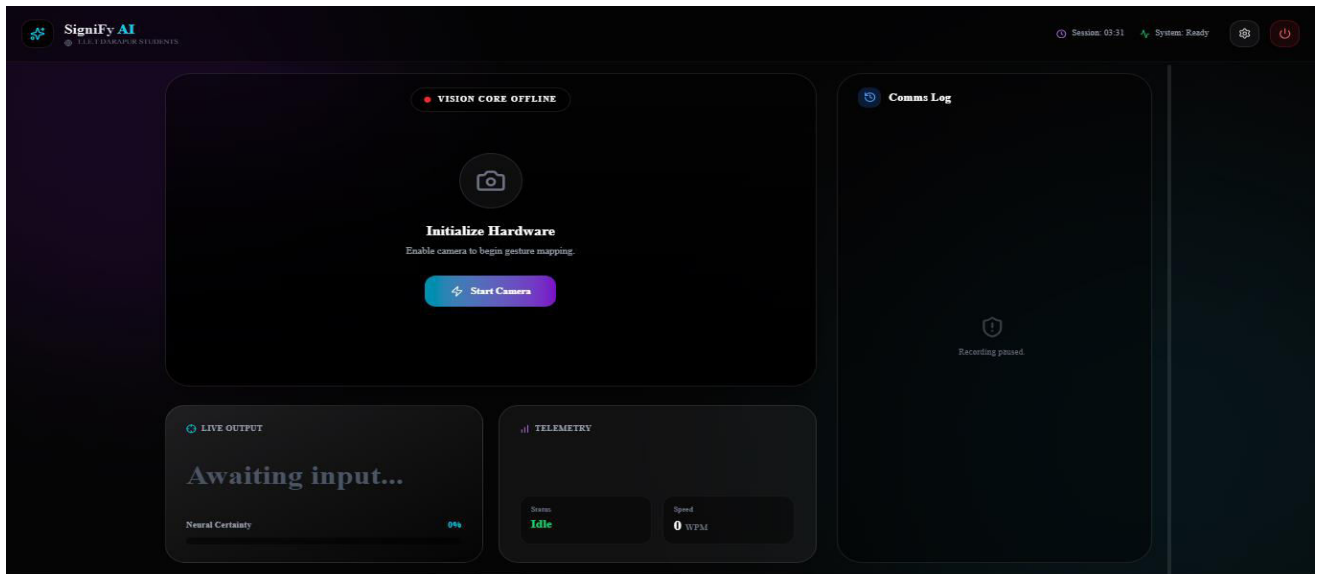 SigniFy AI
I.I.E.T DARAPUR STUDENTS
Session: 03:31
System: Ready
VISION CORE OFFLINE
Initialize Hardware
Enable camera to begin gesture mapping.
Start Camera
Comms Log
Recording paused.
LIVE OUTPUT
Awaiting input...
Neural Certainty 0%
TELEMETRY
Status
Idle
Speed
0 WPM